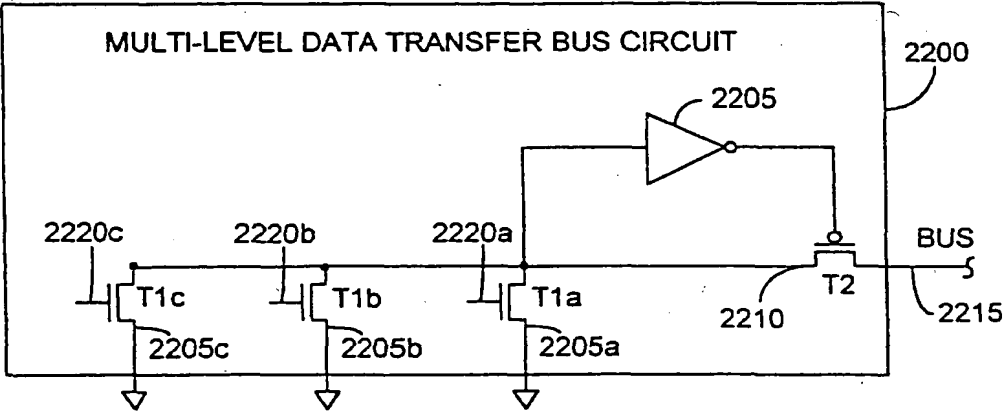 MULTI-LEVEL DATA TRANSFER BUS CIRCUIT
2200
2205
2220c
2220b
2220a
BUS
T1c
T1b
T1a
T2
2210
2215
2205c
2205b
2205a